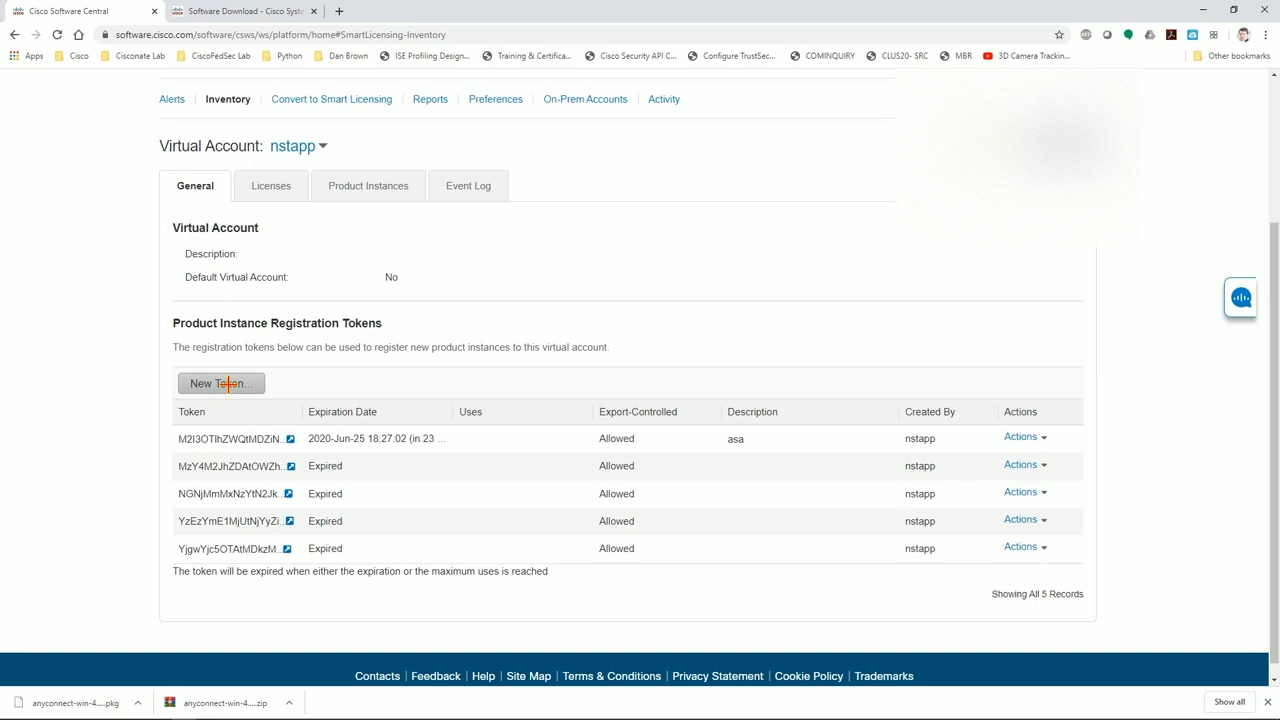 Cisco Software Central
Software Download - Cisco Syste
software.cisco.com/software/csws/ws/platform/home#SmartLicensing-Inventory
Apps Cisco Cisconate Lab CiscoFedSec Lab Python Dan Brown ISE Profiling Design... Training & Certifica... Cisco Security API C... Configure TrustSec... COMINQUIRY CLUS20- SRC MBR 3D Camera Trackin... Other bookmarks
Alerts Inventory Convert to Smart Licensing Reports Preferences On-Prem Accounts Activity
Virtual Account: nstapp
General Licenses Product Instances Event Log
Virtual Account
Description:
Default Virtual Account: No
Product Instance Registration Tokens
The registration tokens below can be used to register new product instances to this virtual account.
New Token...
Token Expiration Date Uses Export-Controlled Description Created By Actions
M2I3OTlhZWQtMDZiN.. 2020-Jun-25 18:27:02 (in 23 ... Allowed asa nstapp Actions
MzY4M2JhZDAtOWZh.. Expired Allowed nstapp Actions
NGNjMmMxNzYtN2Jk.. Expired Allowed nstapp Actions
YzEzYmE1MjUtNjYyZi.. Expired Allowed nstapp Actions
YjgwYjc5OTAtMDkzM.. Expired Allowed nstapp Actions
The token will be expired when either the expiration or the maximum uses is reached
Showing All 5 Records
Contacts | Feedback | Help | Site Map | Terms & Conditions | Privacy Statement | Cookie Policy | Trademarks
anyconnect-win-4.....pkg anyconnect-win-4.....zip Show all